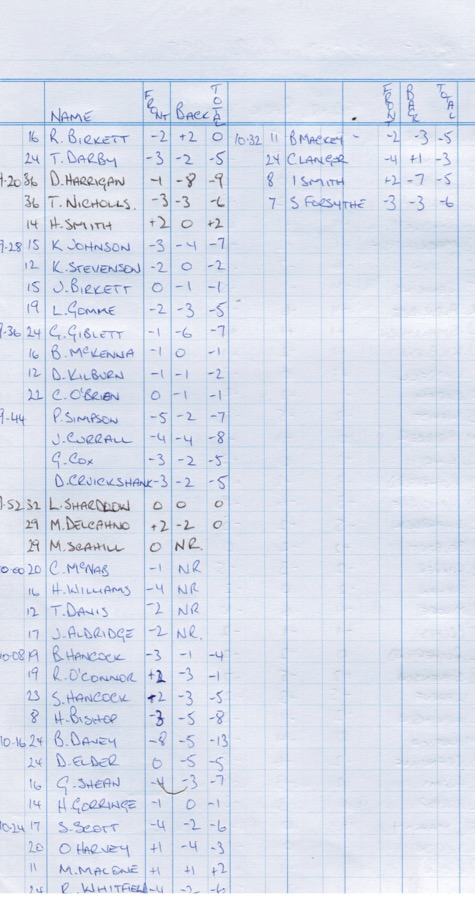 NAME FRONT BACK TOTAL FRONT BACK TOTAL
16 R. BIRKETT -2 +2 0
24 T. DARBY -3 -2 -5
9-20 36 D. HARRIGAN -1 -8 -9
36 T. NICHOLLS. -3 -3 -6
14 H. SMITH +2 0 +2
9-28 15 K JOHNSON -3 -4 -7
12 K. STEVENSON -2 0 -2
15 J. BIRKETT 0 -1 -1
19 L. GOMME -2 -3 -5
9-36 24 G. GIBLETT -1 -6 -7
16 B. MCKENNA -1 0 -1
12 D. KILBURN -1 -1 -2
22 C. O'BRIEN 0 -1 -1
9-44 P. SIMPSON -5 -2 -7
J. CURRALL -4 -4 -8
G. COX -3 -2 -5
D. CRUICKSHANK -3 -2 -5
9-52 32 L. 0 0 0
29 M. DELCAHNO +2 -2 0
29 M. SCAHILL 0 NR.
10-00 20 C. MCNAB -1 NR
16 H. WILLIAMS -4 NR
12 T. DAVIS -2 NR
17 J. ALDRIDGE -2 NR.
10-08 19 B. HANCOCK -3 -1 -4
19 R. O'CONNOR +2 -3 -1
23 S. HANCOCK +2 -3 -5
8 H. BISHOP -3 -5 -8
10-16 24 B. DAVEY -8 -5 -13
24 D. ELDER 0 -5 -5
16 G. SHEAN -4 -3 -7
14 H. GORRINGE -1 0 -1
10-24 17 S. SCOTT -4 -2 -6
20 O HARVEY +1 -4 -3
11 M. MALONE +1 +1 +2
24 R. WHITFIELD -4 -2 -6
10:32 11 B MACKEY - -2 -3 -5
24 C LANGER -4 +1 -3
8 I SMITH +2 -7 -5
7 S FORSYTHE -3 -3 -6